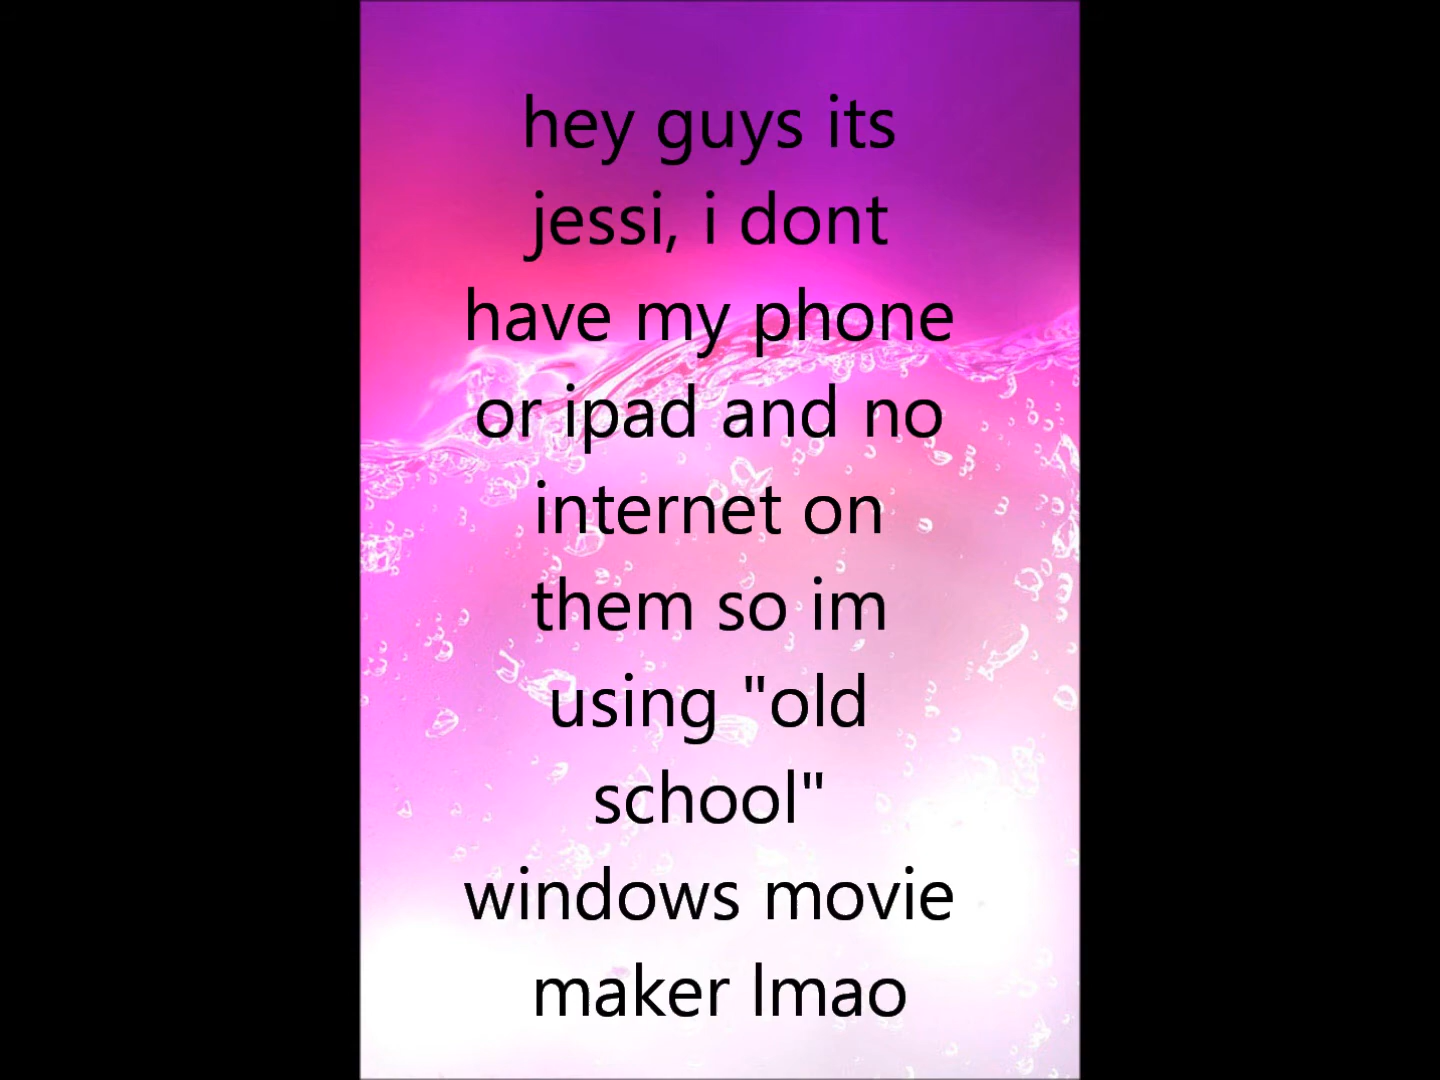 hey guys its
jessi, i dont
have my phone
or ipad and no
internet on
them so im
using "old
school"
windows movie
maker lmao